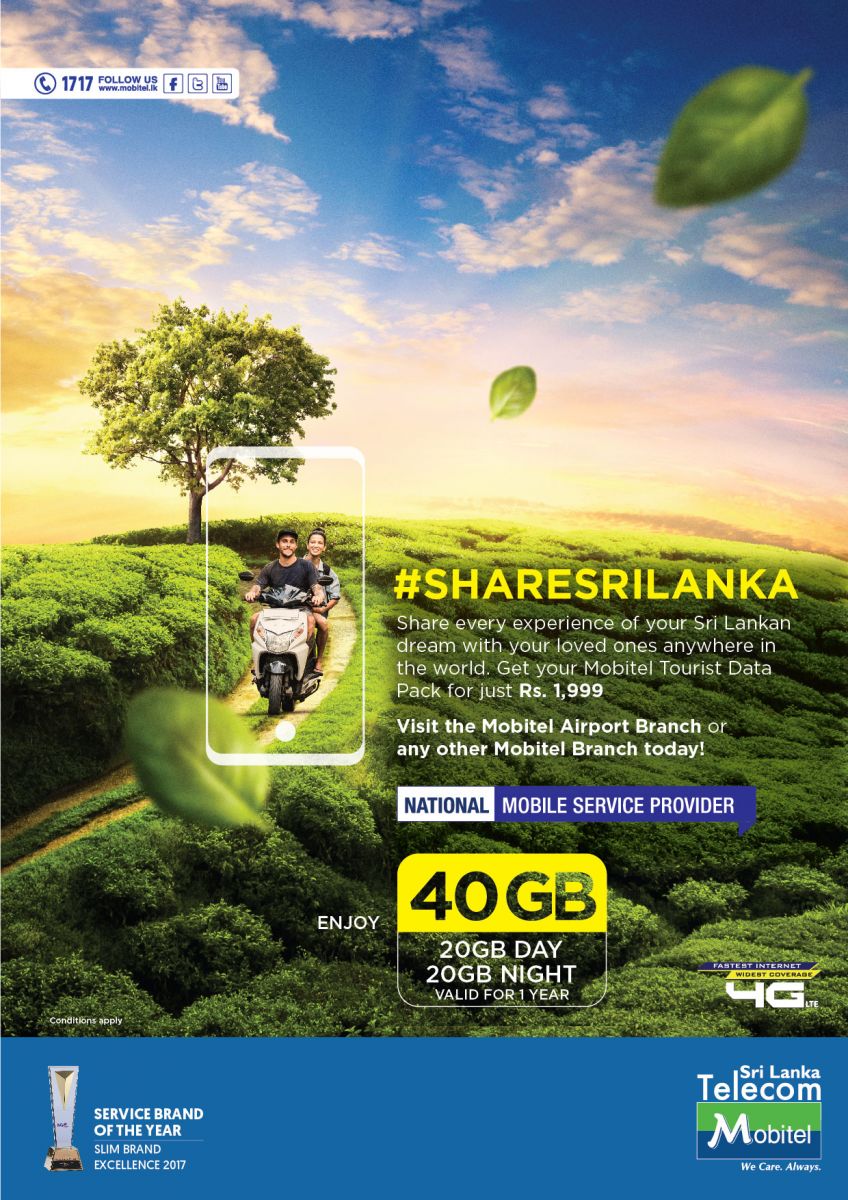 1717 FOLLOW US
www.mobitel.lk
#SHARESRILANKA
Share every experience of your Sri Lankan
dream with your loved ones anywhere in
the world. Get your Mobitel Tourist Data
Pack for just Rs. 1,999
Visit the Mobitel Airport Branch or
any other Mobitel Branch today!
NATIONAL MOBILE SERVICE PROVIDER
ENJOY
40GB
20GB DAY
20GB NIGHT
VALID FOR 1 YEAR
FASTEST INTERNET
WIDEST COVERAGE
4G LTE
Conditions apply
SERVICE BRAND
OF THE YEAR
SLIM BRAND
EXCELLENCE 2017
Sri Lanka
Telecom
Mobitel
We Care. Always.